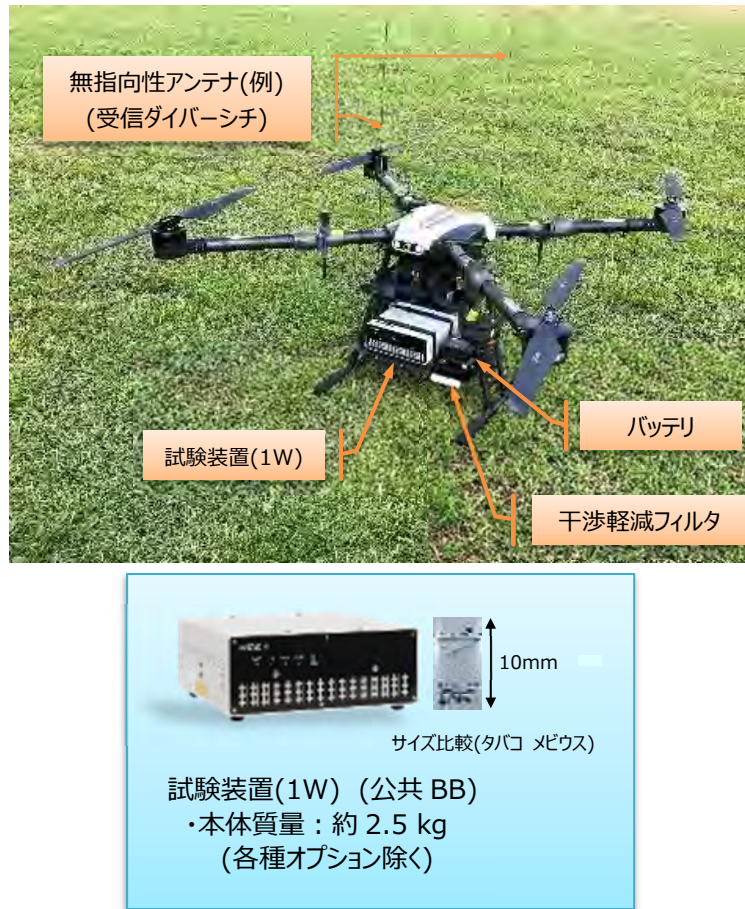 無指向性アンテナ(例)
(受信ダイバーシチ)
試験装置(1W)
バッテリ
干渉軽減フィルタ
10mm
サイズ比較(タバコ メビウス)
試験装置(1W) (公共 BB)
・本体質量：約 2.5 kg
(各種オプション除く)